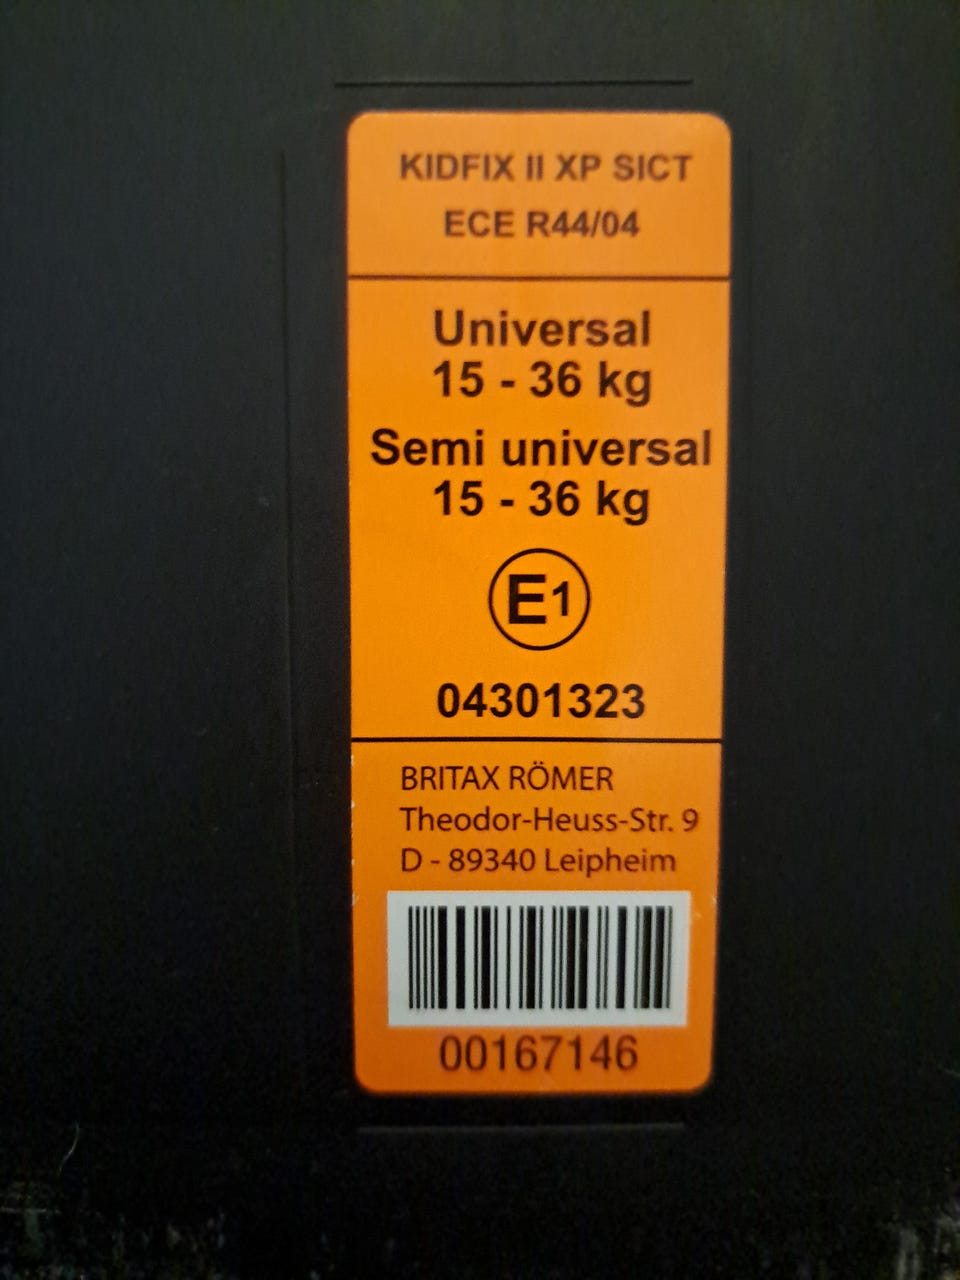 KIDFIX II XP SICT
ECE R44/04
Universal
15 - 36 kg
Semi universal
15 - 36 kg
E1
04301323
BRITAX RÖMER
Theodor-Heuss-Str. 9
D - 89340 Leipheim
00167146